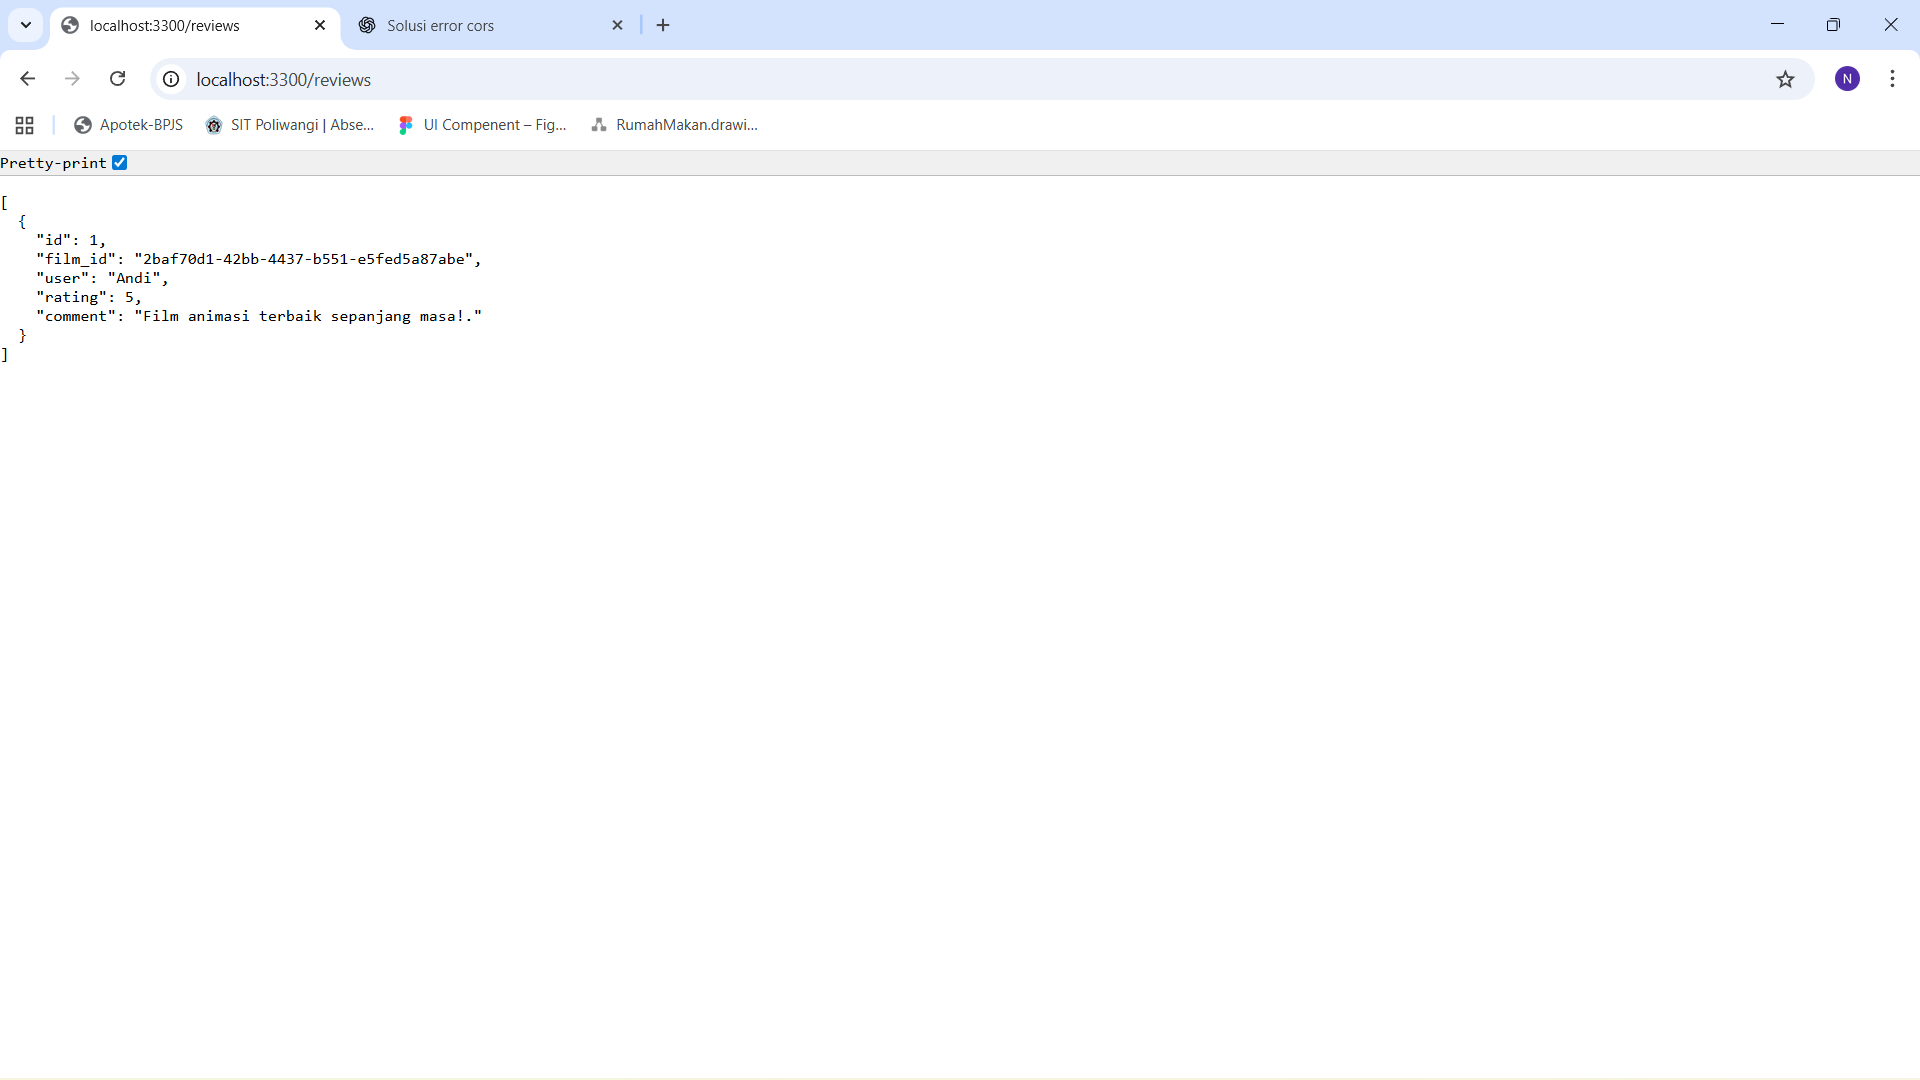 localhost:3300/reviews
Solusi error cors
localhost:3300/reviews
N
Apotek-BPJS
SIT Poliwangi | Abse...
UI Compenent – Fig...
RumahMakan.drawi...
Pretty-print
[
  {
    "id": 1,
    "film_id": "2baf70d1-42bb-4437-b551-e5fed5a87abe",
    "user": "Andi",
    "rating": 5,
    "comment": "Film animasi terbaik sepanjang masa!."
  }
]